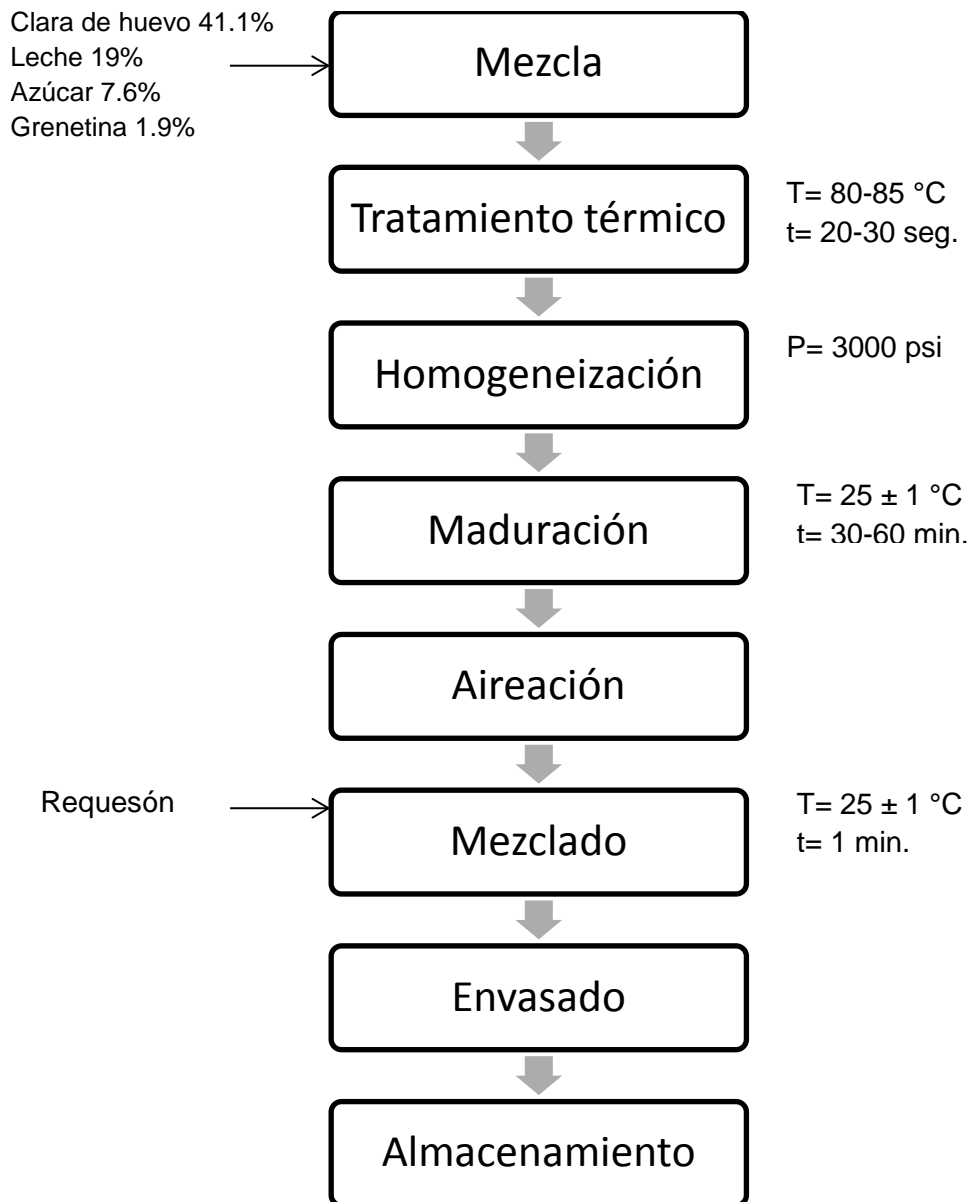 Clara de huevo 41.1%
Leche 19%
Azúcar 7.6%
Grenetina 1.9%
Mezcla
Tratamiento térmico
T= 80-85 °C
t= 20-30 seg.
Homogeneización
P= 3000 psi
Maduración
T= 25 ± 1 °C
t= 30-60 min.
Aireación
Requesón
Mezclado
T= 25 ± 1 °C
t= 1 min.
Envasado
Almacenamiento